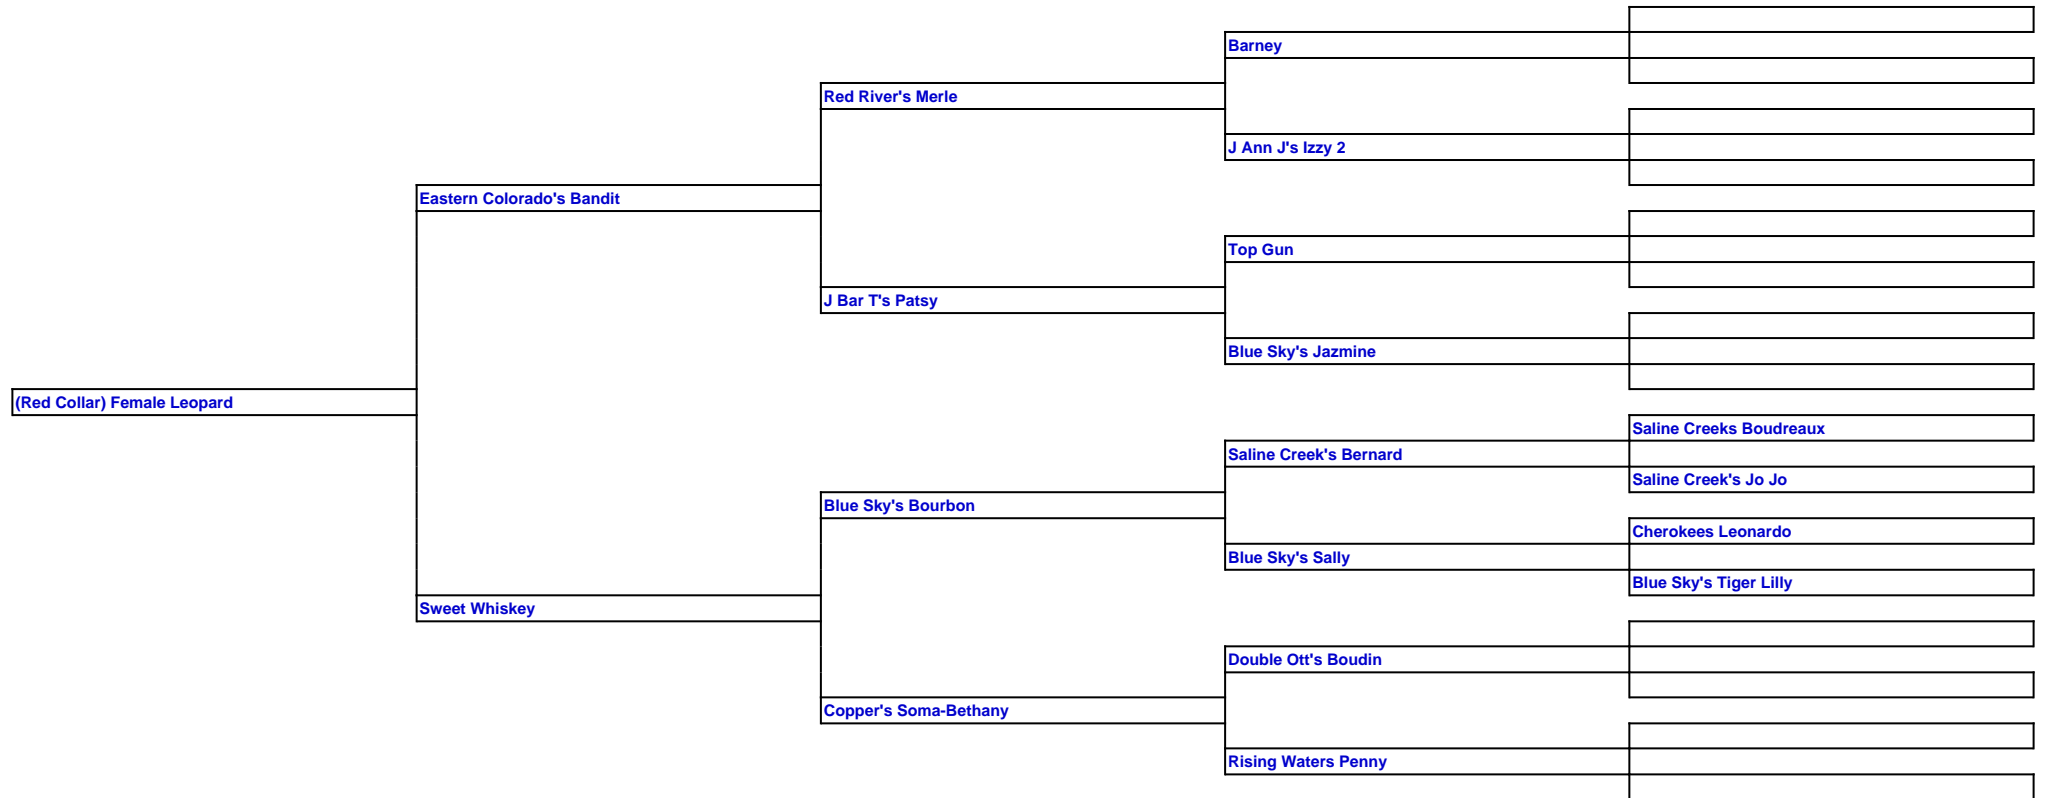 Barney
Red River's Merle
J Ann J's Izzy 2
Eastern Colorado's Bandit
Top Gun
J Bar T's Patsy
Blue Sky's Jazmine
(Red Collar) Female Leopard
Saline Creeks Boudreaux
Saline Creek's Bernard
Saline Creek's Jo Jo
Blue Sky's Bourbon
Cherokees Leonardo
Blue Sky's Sally
Blue Sky's Tiger Lilly
Sweet Whiskey
Double Ott's Boudin
Copper's Soma-Bethany
Rising Waters Penny